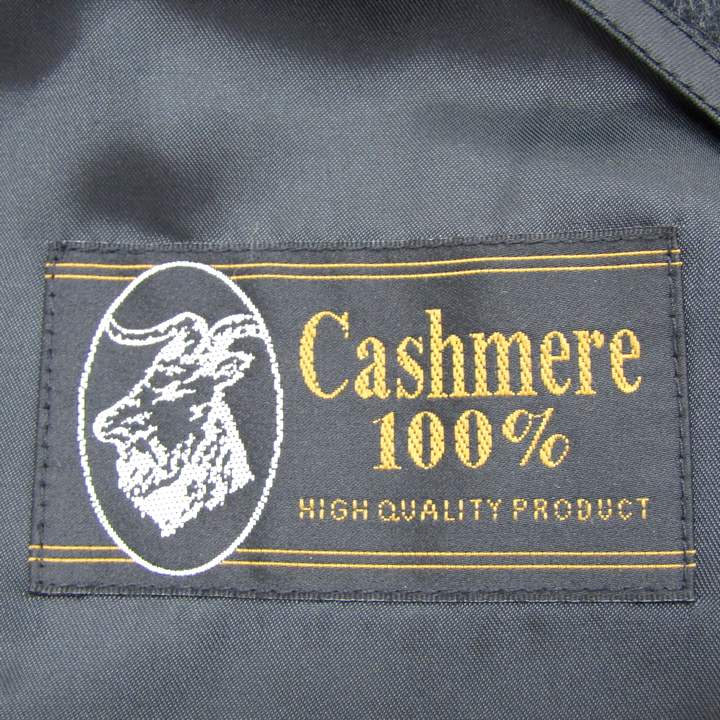 Cashmere
100%
HIGH QUALITY PRODUCT